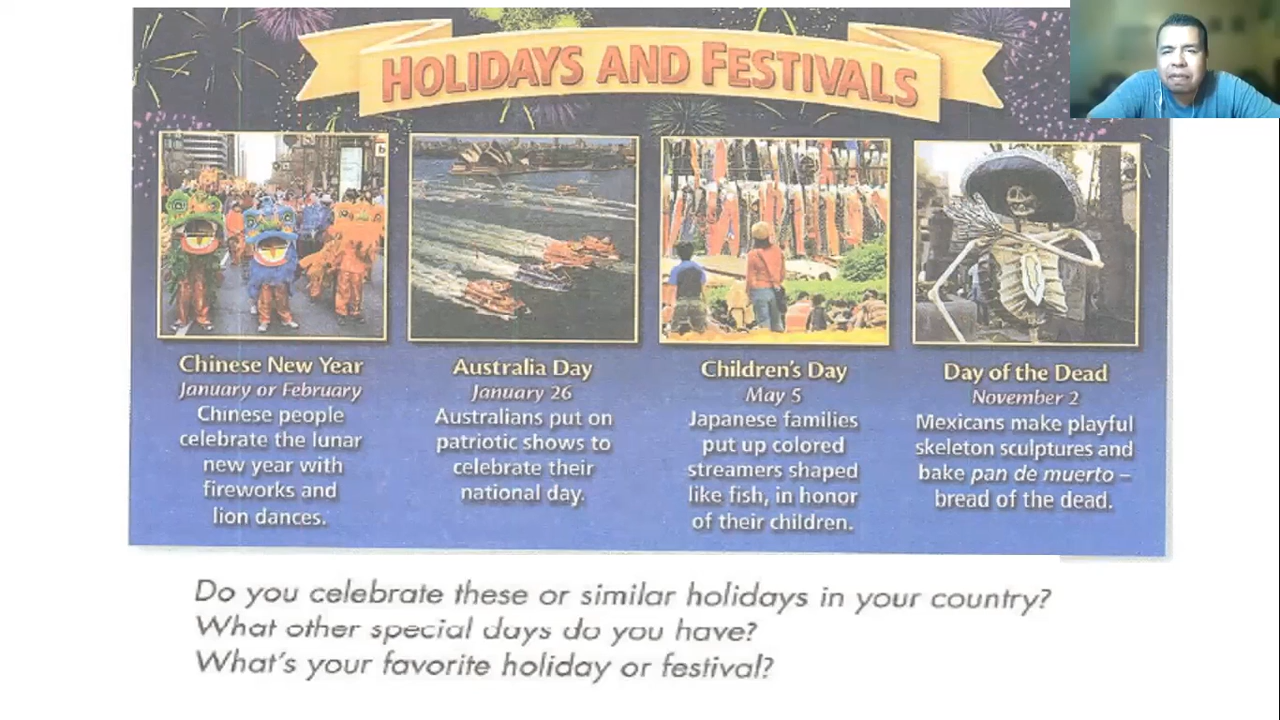 HOLIDAYS AND FESTIVALS
Chinese New Year
January or February
Chinese people
celebrate the lunar
new year with
fireworks and
lion dances.
Australia Day
January 26
Australians put on
patriotic shows to
celebrate their
national day.
Children's Day
May 5
Japanese families
put up colored
streamers shaped
like fish, in honor
of their children.
Day of the Dead
November 2
Mexicans make playful
skeleton sculptures and
bake pan de muerto –
bread of the dead.
Do you celebrate these or similar holidays in your country?
What other special days do you have?
What's your favorite holiday or festival?